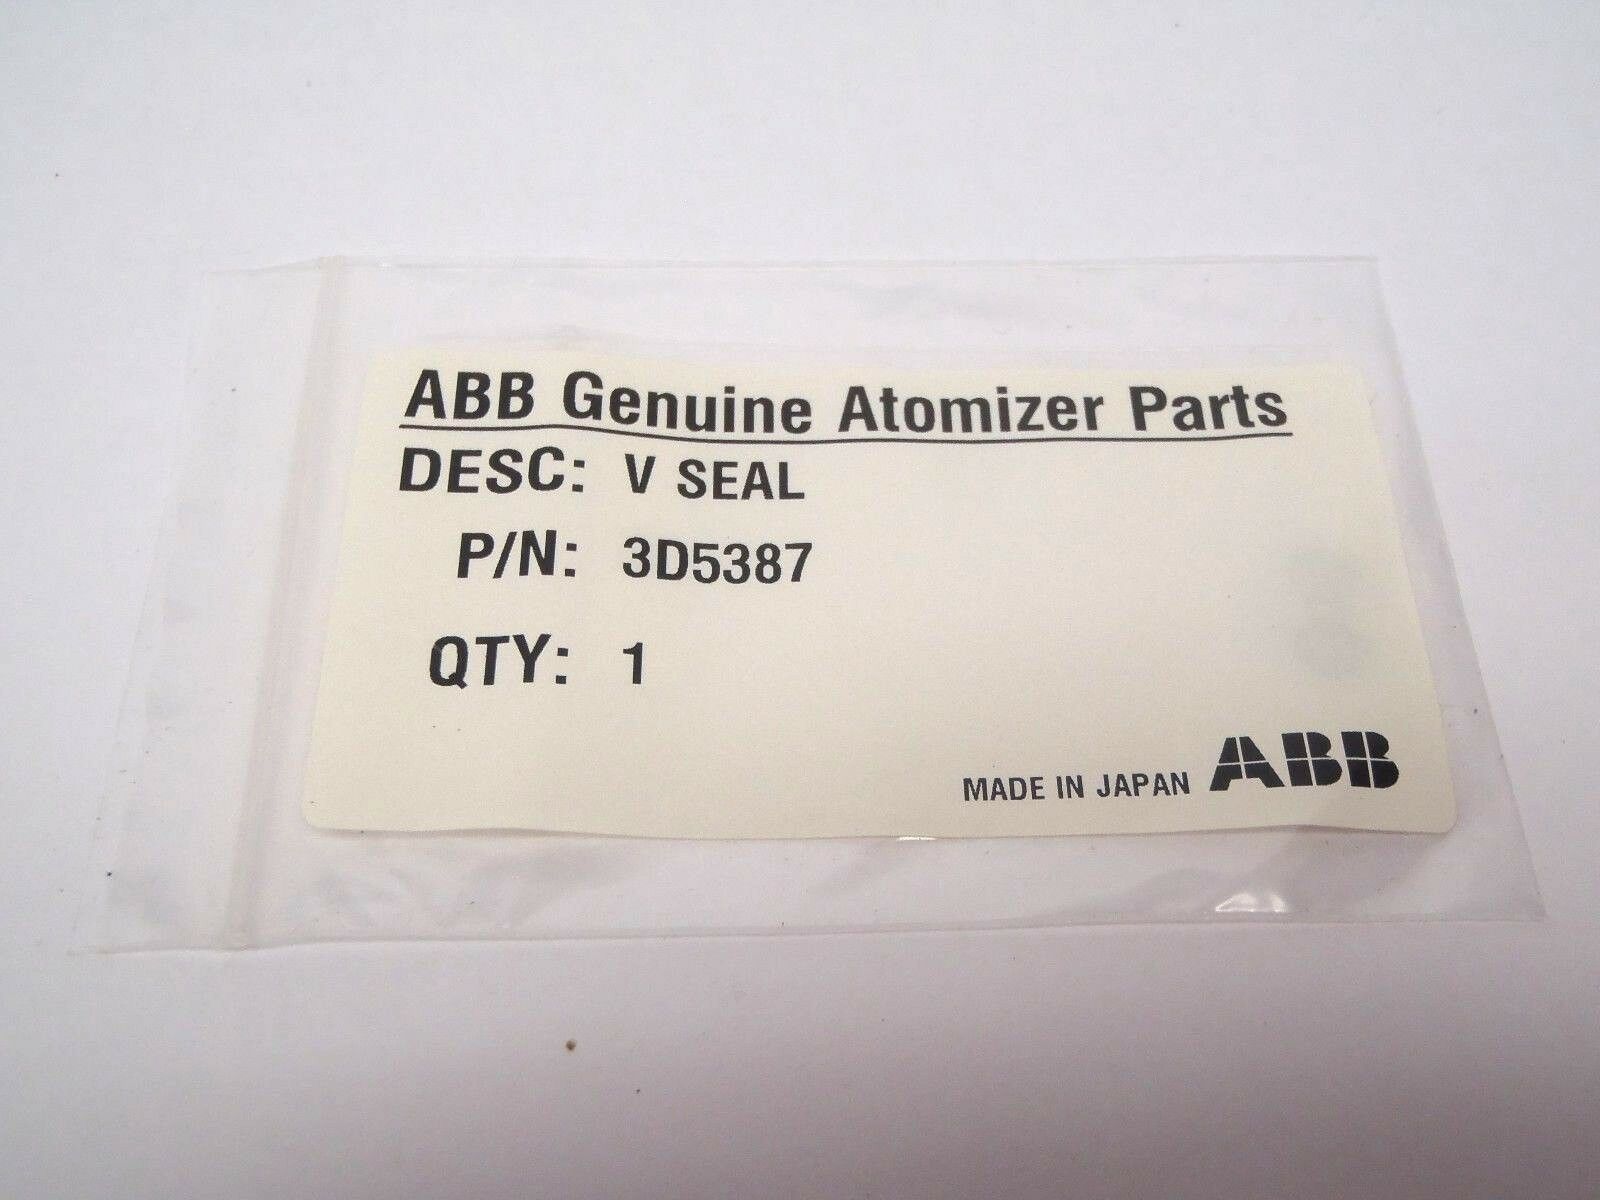 ABB Genuine Atomizer Parts
DESC: V SEAL
P/N: 3D5387
QTY: 1
MADE IN JAPAN ABB